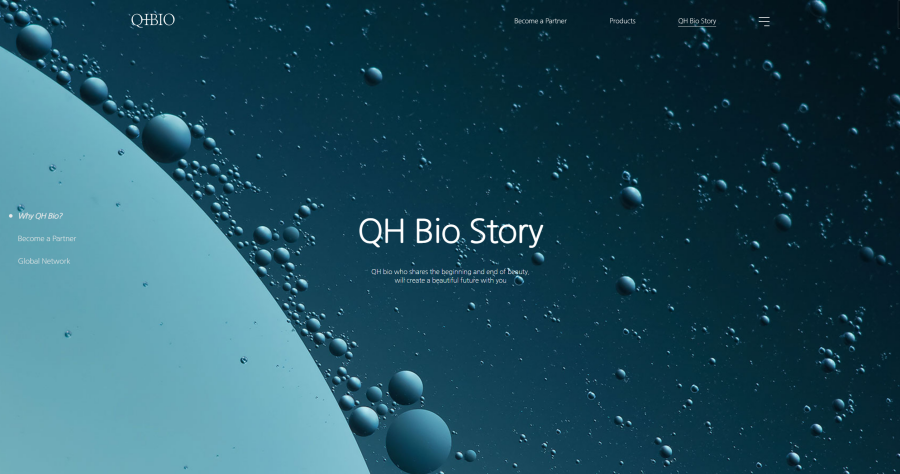 QHBIO
Become a Partner
Products
QH Bio Story
Why QH Bio?
Become a Partner
Global Network
QH Bio Story
QH bio who shares the beginning and end of beauty,
will create a beautiful future with you